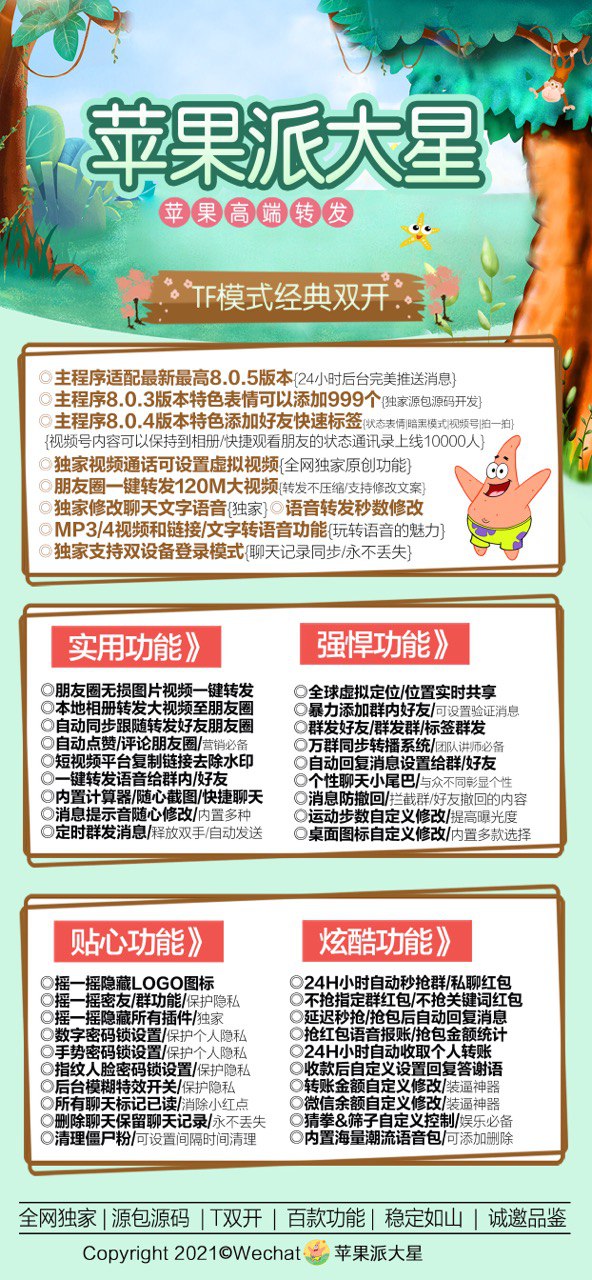 苹果派大星
苹果高端转发
TF模式经典双开
◎主程序适配最新最高8.0.5版本{24小时后台完美推送消息}
◎主程序8.0.3版本特色表情可以添加999个{独家源包源码开发}
◎主程序8.0.4版本特色添加好友快速标签{状态表情|暗黑模式|视频号|拍一拍}
{视频号内容可以保持到相册/快捷观看朋友的状态通讯录上线10000人}
◎独家视频通话可设置虚拟视频{全网独家原创功能}
◎朋友圈一键转发120M大视频{转发不压缩/支持修改文案}
◎独家修改聊天文字语音{独家}◎语音转发秒数修改
◎MP3/4视频和链接/文字转语音功能{玩转语音的魅力}
◎独家支持双设备登录模式{聊天记录同步/永不丢失}
实用功能》
◎朋友圈无损图片视频一键转发
◎本地相册转发大视频至朋友圈
◎自动同步跟随转发好友朋友圈
◎自动点赞/评论朋友圈/营销必备
◎短视频平台复制链接去除水印
◎一键转发语音给群内/好友
◎内置计算器/随心截图/快捷聊天
◎消息提示音随心修改/内置多种
◎定时群发消息/释放双手/自动发送
强悍功能》
◎全球虚拟定位/位置实时共享
◎暴力添加群内好友/可设置验证消息
◎群发好友/群发群/标签群发
◎万群同步转播系统/团队讲师必备
◎自动回复消息设置给群/好友
◎个性聊天小尾巴/与众不同彰显个性
◎消息防撤回/拦截群/好友撤回的内容
◎运动步数自定义修改/提高曝光度
◎桌面图标自定义修改/内置多款选择
贴心功能》
◎摇一摇隐藏LOGO图标
◎摇一摇密友/群功能/保护隐私
◎摇一摇隐藏所有插件/独家
◎数字密码锁设置/保护个人隐私
◎手势密码锁设置/保护个人隐私
◎指纹人脸密码锁设置/保护隐私
◎后台模糊特效开关/保护隐私
◎所有聊天标记已读/消除小红点
◎删除聊天保留聊天记录/永不丢失
◎清理僵尸粉/可设置间隔时间清理
炫酷功能》
◎24H小时自动秒抢群/私聊红包
◎不抢指定群红包/不抢关键词红包
◎延迟秒抢/抢包后自动回复消息
◎抢红包语音报账/抢包金额统计
◎24H小时自动收取个人转账
◎收款后自定义设置回复答谢语
◎转账金额自定义修改/装逼神器
◎微信余额自定义修改/装逼神器
◎猜拳&筛子自定义控制/娱乐必备
◎内置海量潮流语音包/可添加删除
全网独家|源包源码 |T双开 | 百款功能| 稳定如山 | 诚邀品鉴
Copyright 2021©Wechat 苹果派大星